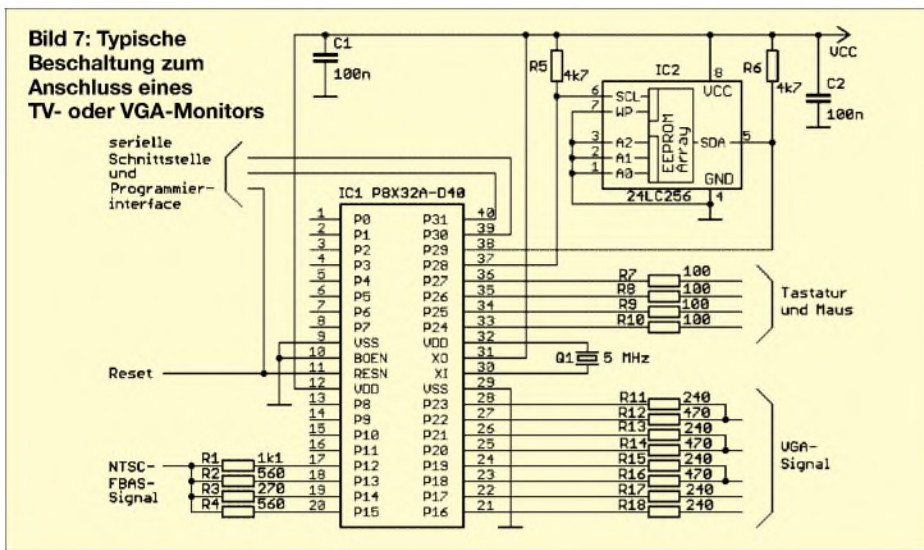 Bild 7: Typische
Beschaltung zum
Anschluss eines
TV- oder VGA-Monitors
C1
100n
R5
4k7
IC2
8
VCC
R6
4k7
VCC
C2
100n
6 SCL
7 WP
3 A2
2 A1
1 A0
EEPROM
Array
SDA 5
GND
4
24LC256
serielle
Schnittstelle
und
Programmier-
interface
Reset
NTSC-
FBAS-
Signal
R1 1k1
R2 560
R3 270
R4 560
IC1 P8X32A-D40
1 P0 P31 40
2 P1 P30 39
3 P2 P29 38
4 P3 P28 37
5 P4 P27 36
6 P5 P26 35
7 P6 P25 34
8 P7 P24 33
9 VSS VDD 32
10 BOEN XO 31
11 RESN XI 30
12 VDD VSS 29
13 P8 P23 28
14 P9 P22 27
15 P10 P21 26
16 P11 P20 25
17 P12 P19 24
18 P13 P18 23
19 P14 P17 22
20 P15 P16 21
R7 100
R8 100
R9 100
R10 100
Tastatur
und Maus
Q1 5 MHz
R11 240
R12 470
R13 240
R14 470
R15 240
R16 470
R17 240
R18 240
VGA-
Signal